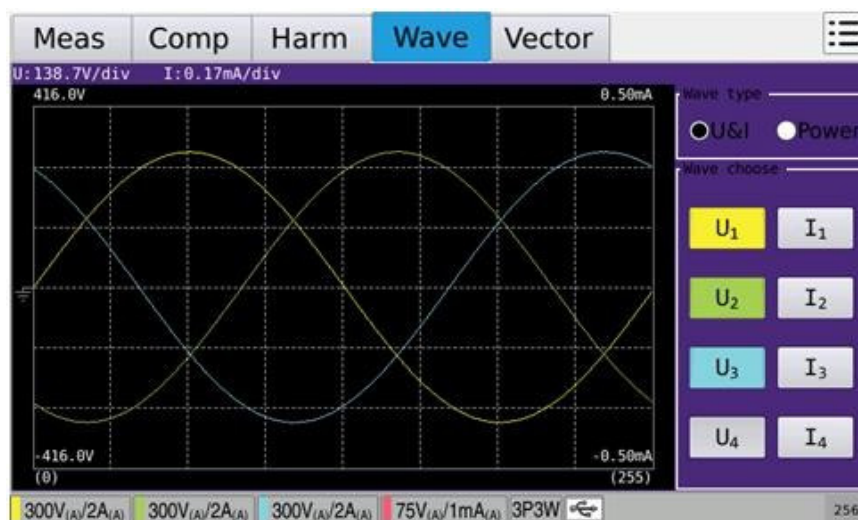 Meas Comp Harm Wave Vector
U:138.7V/div I:0.17mA/div
416.0V 0.50mA
Wave type
U&I Power
Wave choose
U₁ I₁
U₂ I₂
U₃ I₃
U₄ I₄
-416.0V -0.50mA
(0) (255)
300V(A)/2A(A) 300V(A)/2A(A) 300V(A)/2A(A) 75V(A)/1mA(A) 3P3W 256